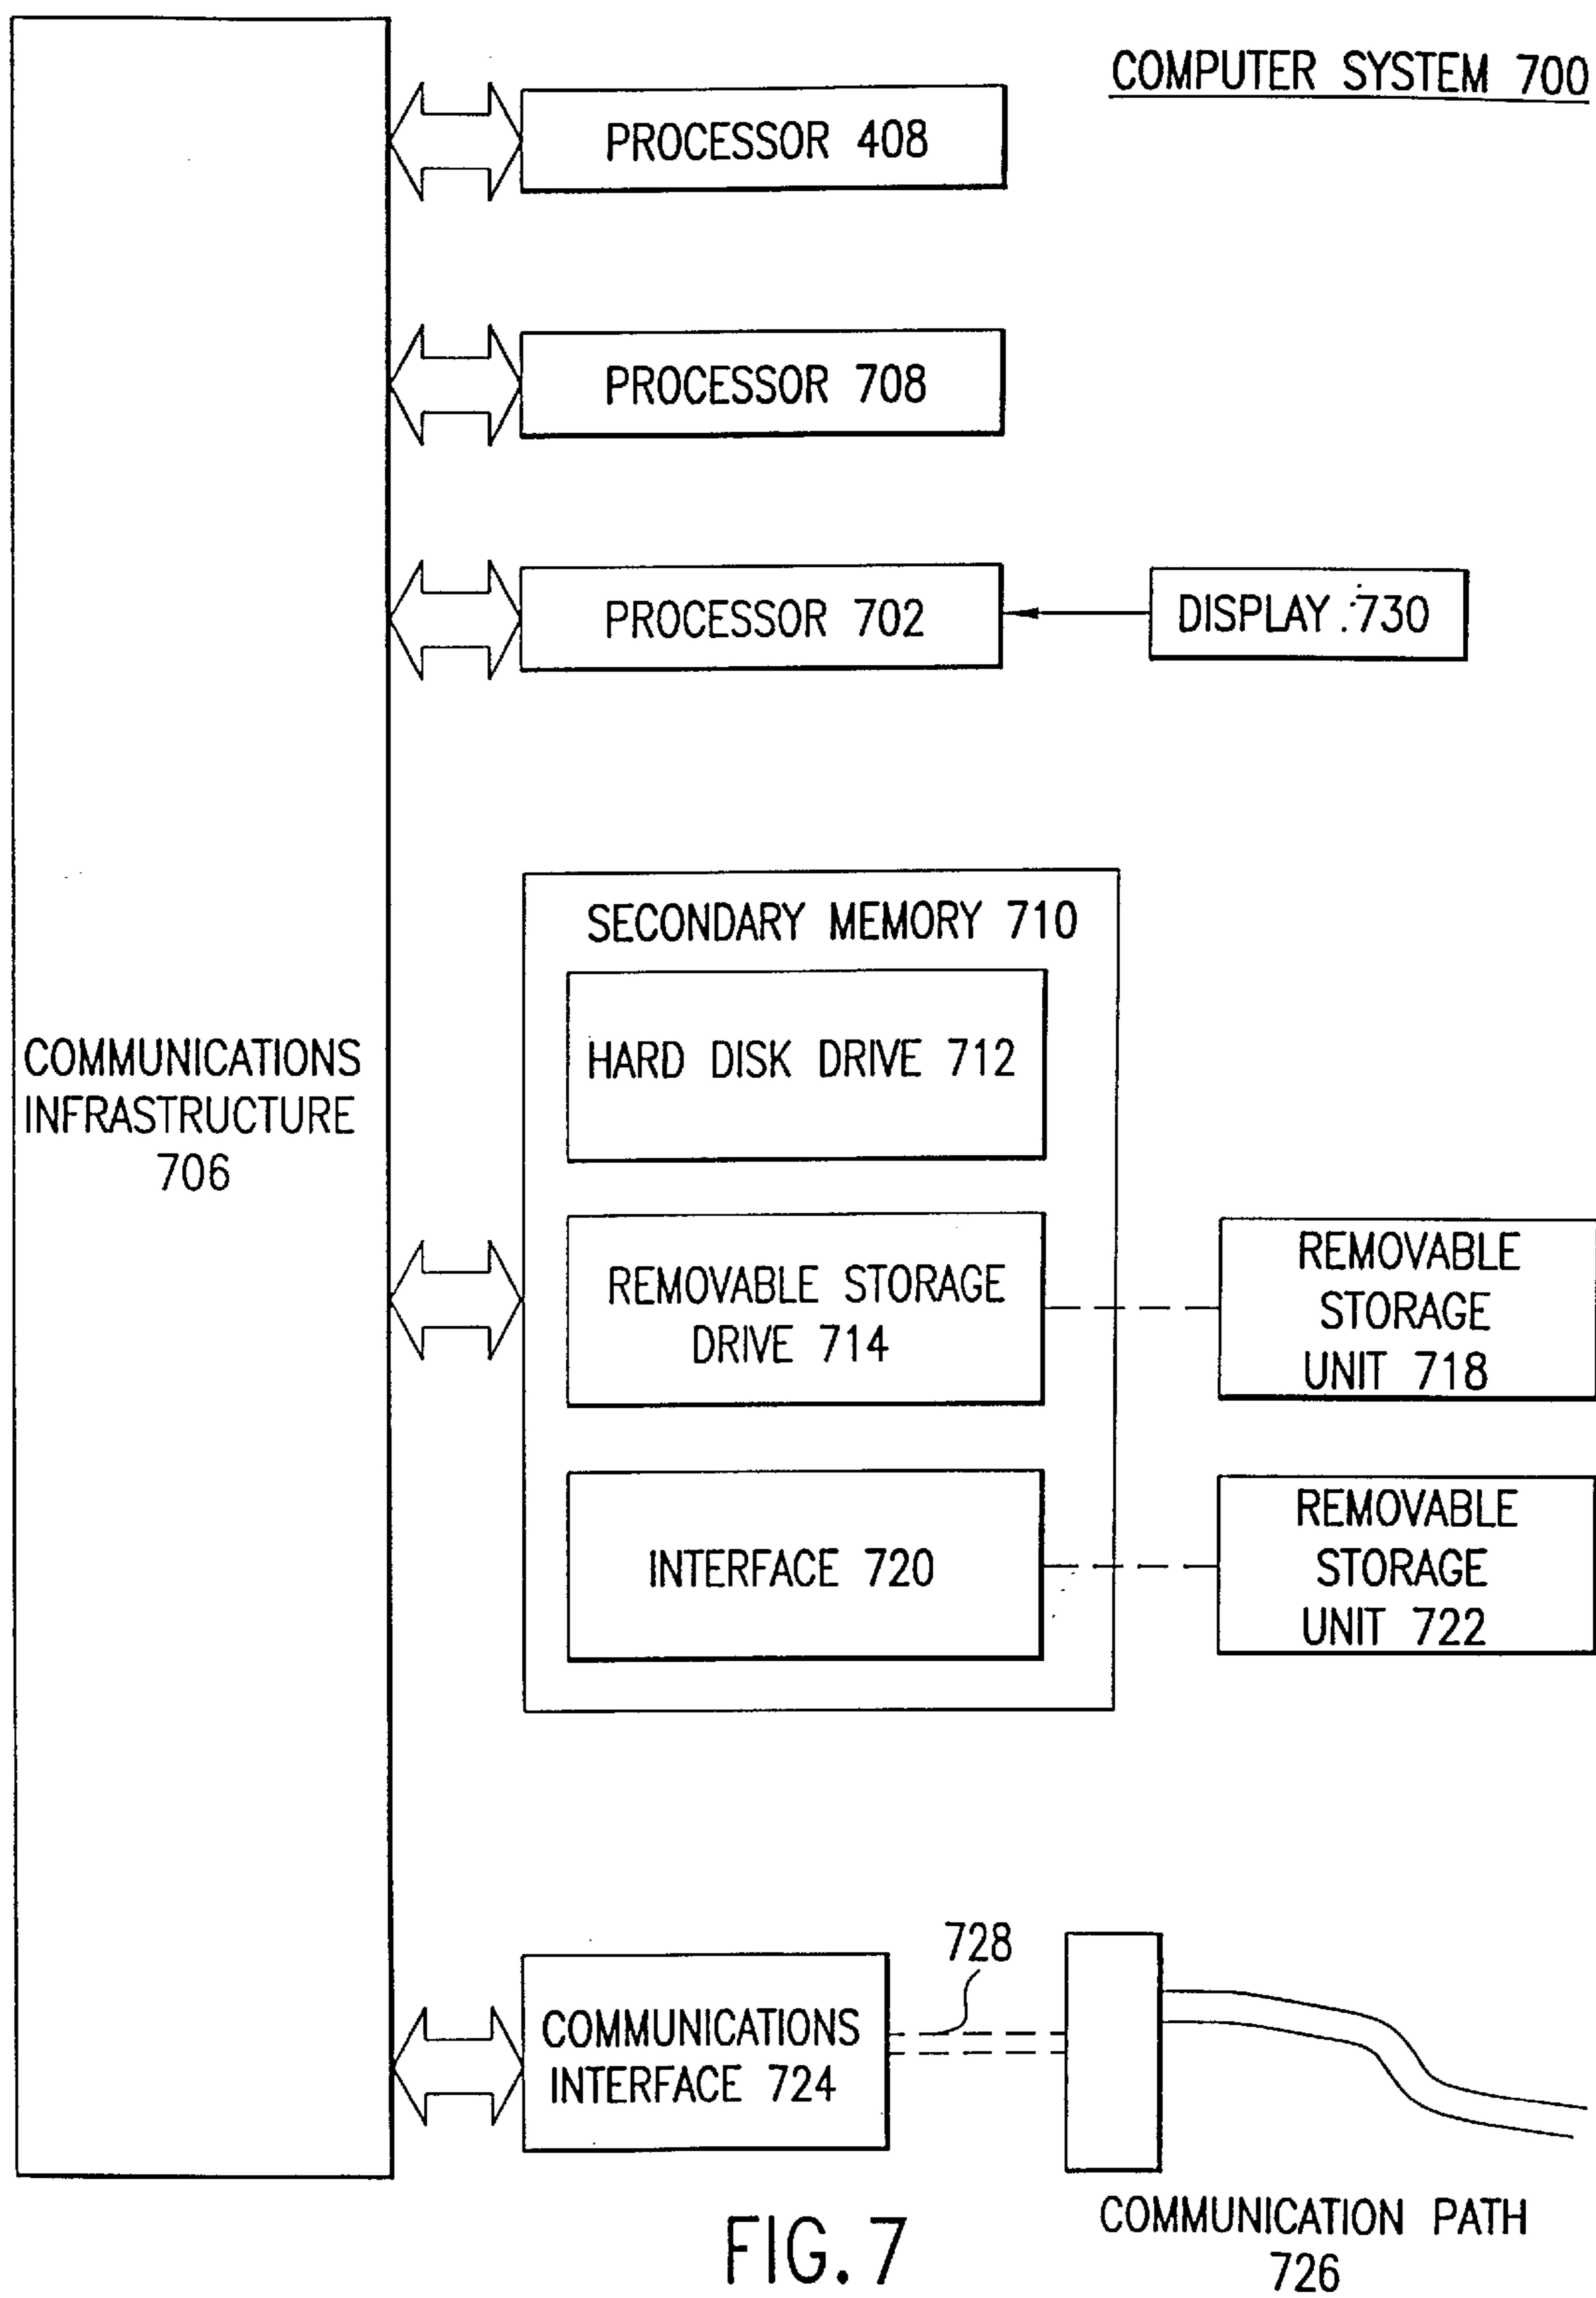 COMPUTER SYSTEM 700
PROCESSOR 408
PROCESSOR 708
PROCESSOR 702
DISPLAY 730
SECONDARY MEMORY 710
HARD DISK DRIVE 712
COMMUNICATIONS
INFRASTRUCTURE
706
REMOVABLE STORAGE
DRIVE 714
REMOVABLE
STORAGE
UNIT 718
INTERFACE 720
REMOVABLE
STORAGE
UNIT 722
728
COMMUNICATIONS
INTERFACE 724
COMMUNICATION PATH
726
FIG. 7